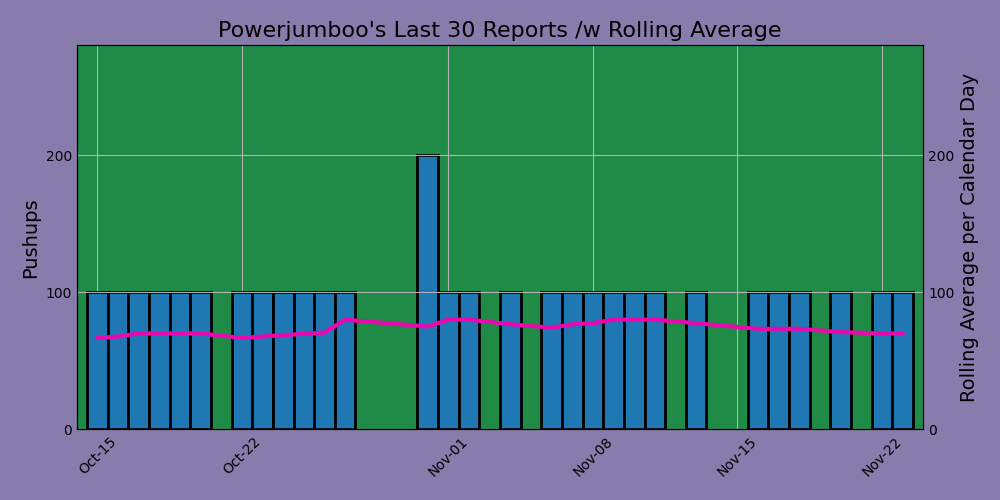 Powerjumboo's Last 30 Reports /w Rolling Average
Pushups
200
100
0
200
100
0
Rolling Average per Calendar Day
Oct-15
Oct-22
Nov-01
Nov-08
Nov-15
Nov-22